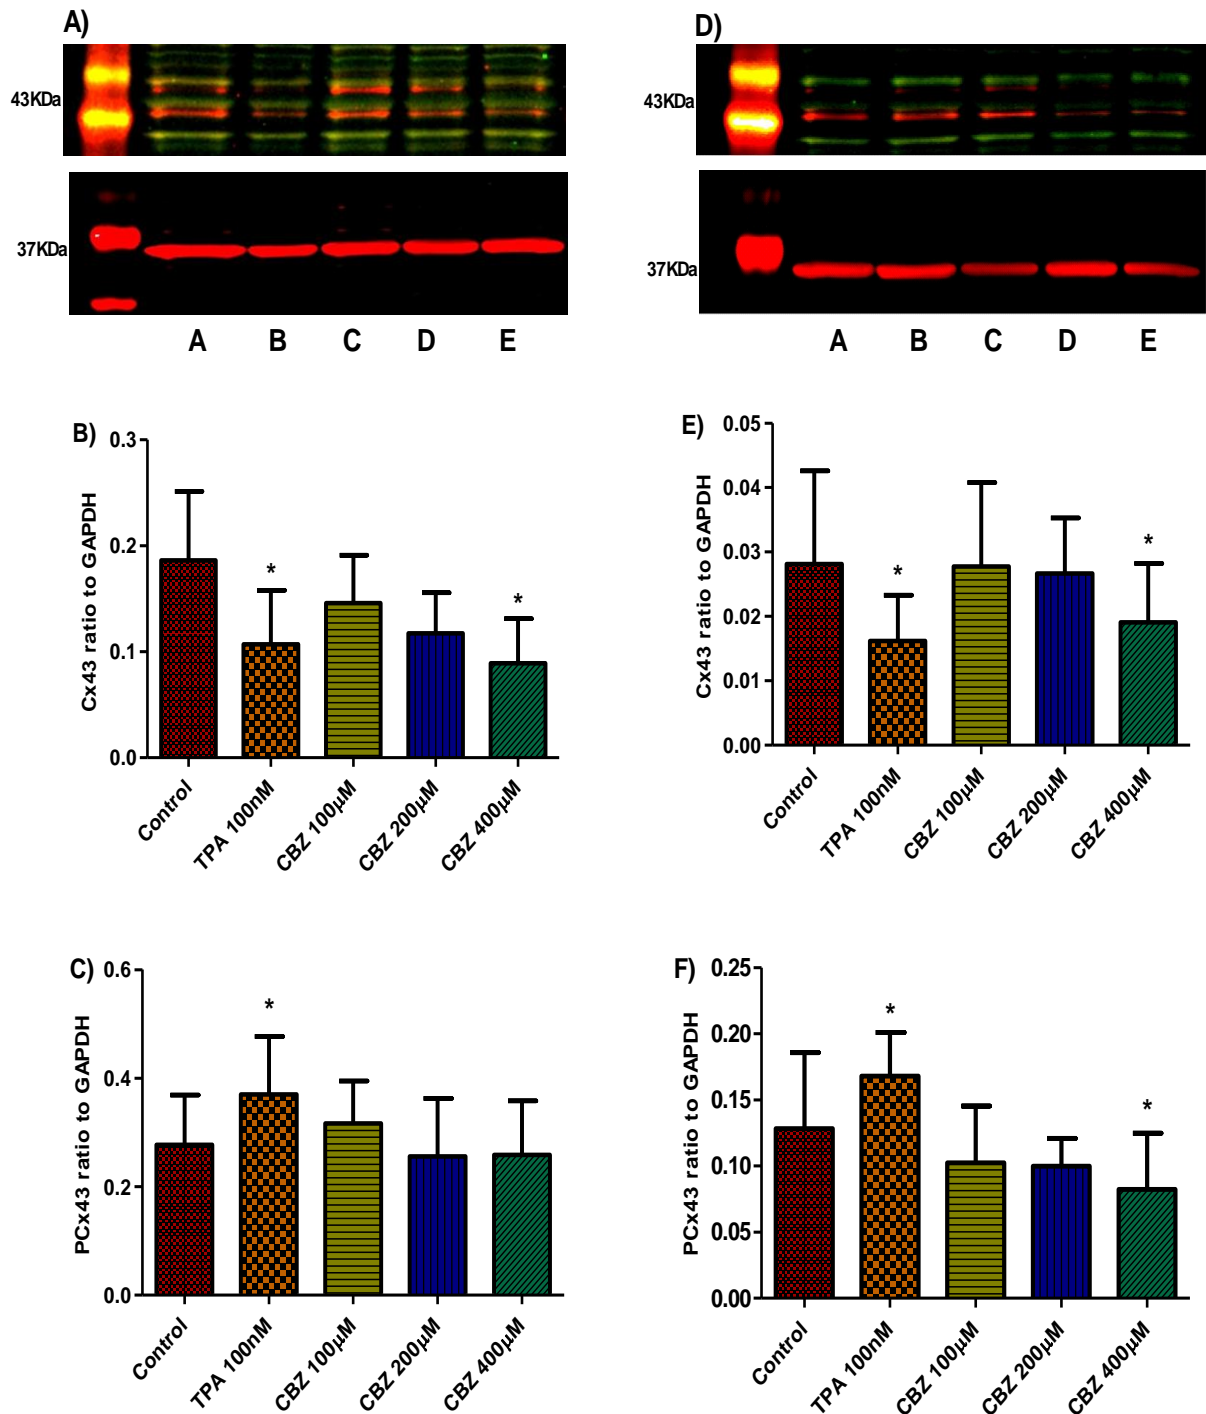 A)
43KDa
37KDa
A B C D E
D)
43KDa
37KDa
A B C D E
B)
Cx43 ratio to GAPDH
0.3
0.2
0.1
0.0
*
*
Control
TPA 100nM
CBZ 100µM
CBZ 200µM
CBZ 400µM
E)
Cx43 ratio to GAPDH
0.05
0.04
0.03
0.02
0.01
0.00
*
*
Control
TPA 100nM
CBZ 100µM
CBZ 200µM
CBZ 400µM
C)
PCx43 ratio to GAPDH
0.6
0.4
0.2
0.0
*
Control
TPA 100nM
CBZ 100µM
CBZ 200µM
CBZ 400µM
F)
PCx43 ratio to GAPDH
0.25
0.20
0.15
0.10
0.05
0.00
*
*
Control
TPA 100nM
CBZ 100µM
CBZ 200µM
CBZ 400µM